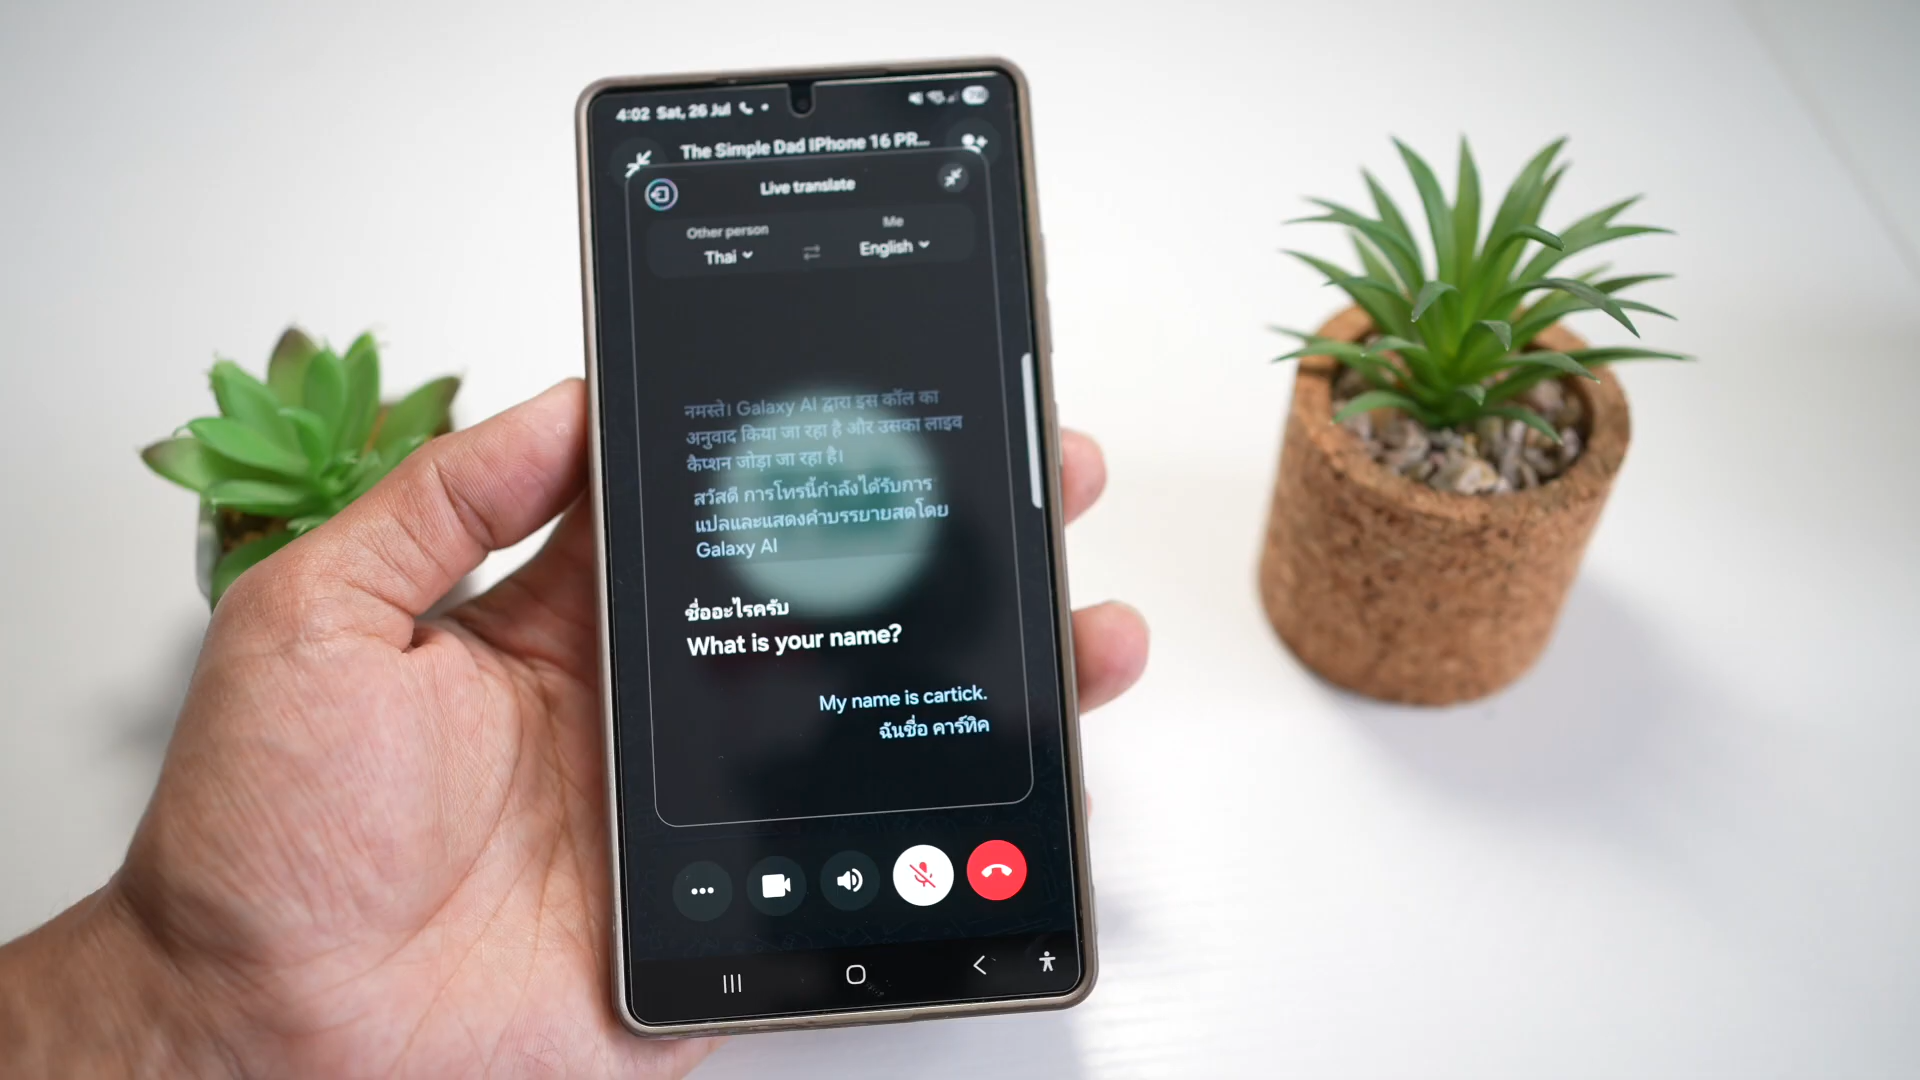 4:02 Sat, 26 Jul
The Simple Dad IPhone 16 PR...
Live translate
Other person
Me
Thai
English
नमस्ते। Galaxy AI द्वारा इस कॉल का
अनुवाद किया जा रहा है और उसका लाइव
कैप्शन जोड़ा जा रहा है।
สวัสดี การโทรนี้กำลังได้รับการ
แปลและแสดงคำบรรยายสดโดย
Galaxy AI
ชื่ออะไรครับ
What is your name?
My name is cartick.
ฉันชื่อ คาร์ทิค